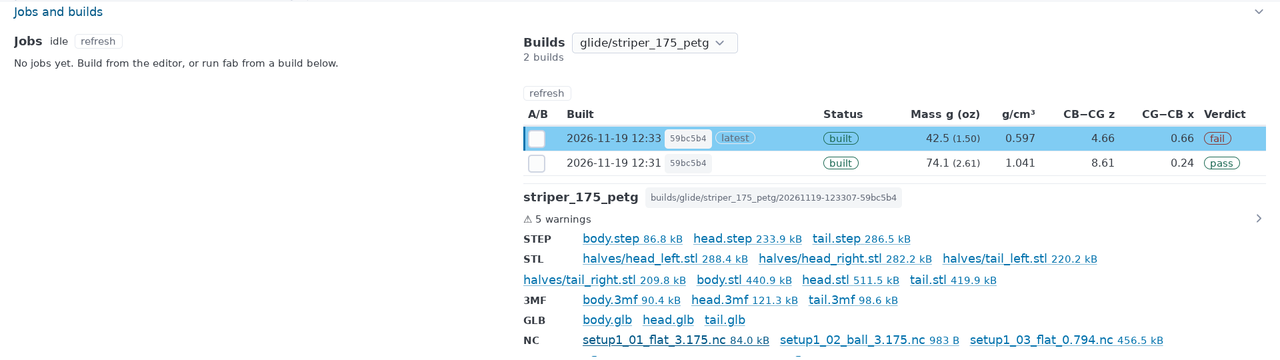 Jobs and builds
Jobs idle refresh
No jobs yet. Build from the editor, or run fab from a build below.
Builds glide/striper_175_petg
2 builds
refresh
A/B Built Status Mass g (oz) g/cm³ CB−CG z CG−CB x Verdict
2026-11-19 12:33 59bc5b4 latest built 42.5 (1.50) 0.597 4.66 0.66 fail
2026-11-19 12:31 59bc5b4 built 74.1 (2.61) 1.041 8.61 0.24 pass
striper_175_petg builds/glide/striper_175_petg/20261119-123307-59bc5b4
⚠ 5 warnings
STEP body.step 86.8 kB head.step 233.9 kB tail.step 286.5 kB
STL halves/head_left.stl 288.4 kB halves/head_right.stl 282.2 kB halves/tail_left.stl 220.2 kB
halves/tail_right.stl 209.8 kB body.stl 440.9 kB head.stl 511.5 kB tail.stl 419.9 kB
3MF body.3mf 90.4 kB head.3mf 121.3 kB tail.3mf 98.6 kB
GLB body.glb head.glb tail.glb
NC setup1_01_flat_3.175.nc 84.0 kB setup1_02_ball_3.175.nc 983 B setup1_03_flat_0.794.nc 456.5 kB